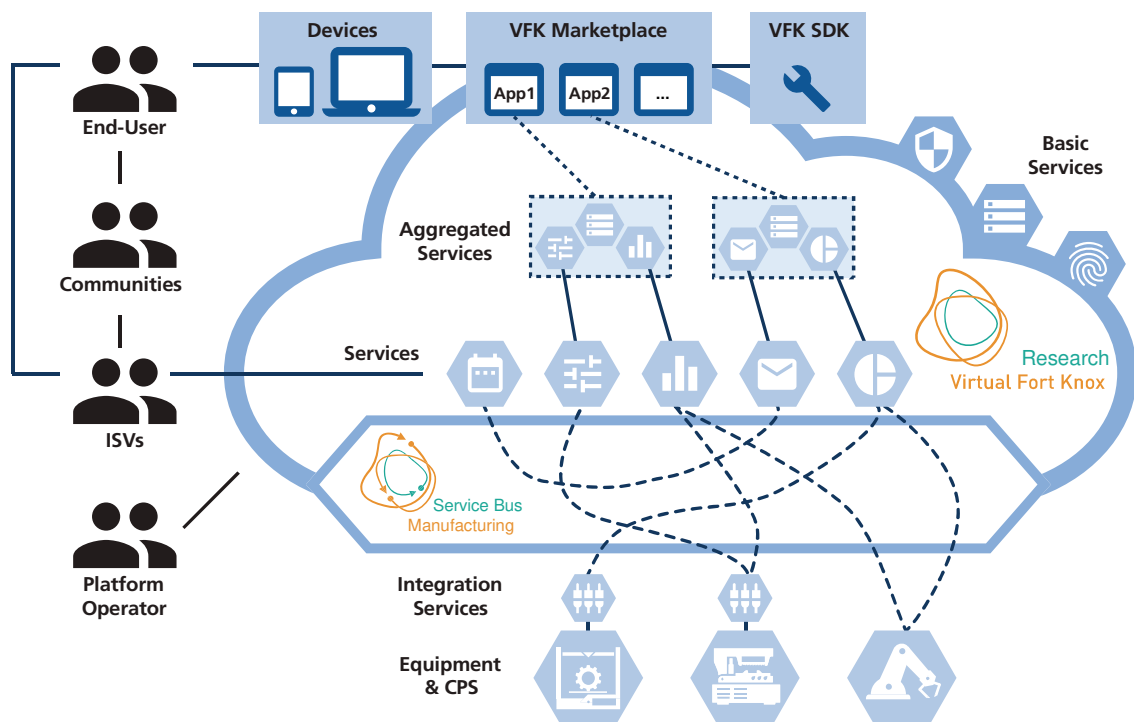 Devices
VFK Marketplace
VFK SDK
App1
App2
...
End-User
Basic
Services
Communities
Aggregated
Services
Services
Research
Virtual Fort Knox
ISVs
Service Bus
Manufacturing
Platform
Operator
Integration
Services
Equipment
& CPS